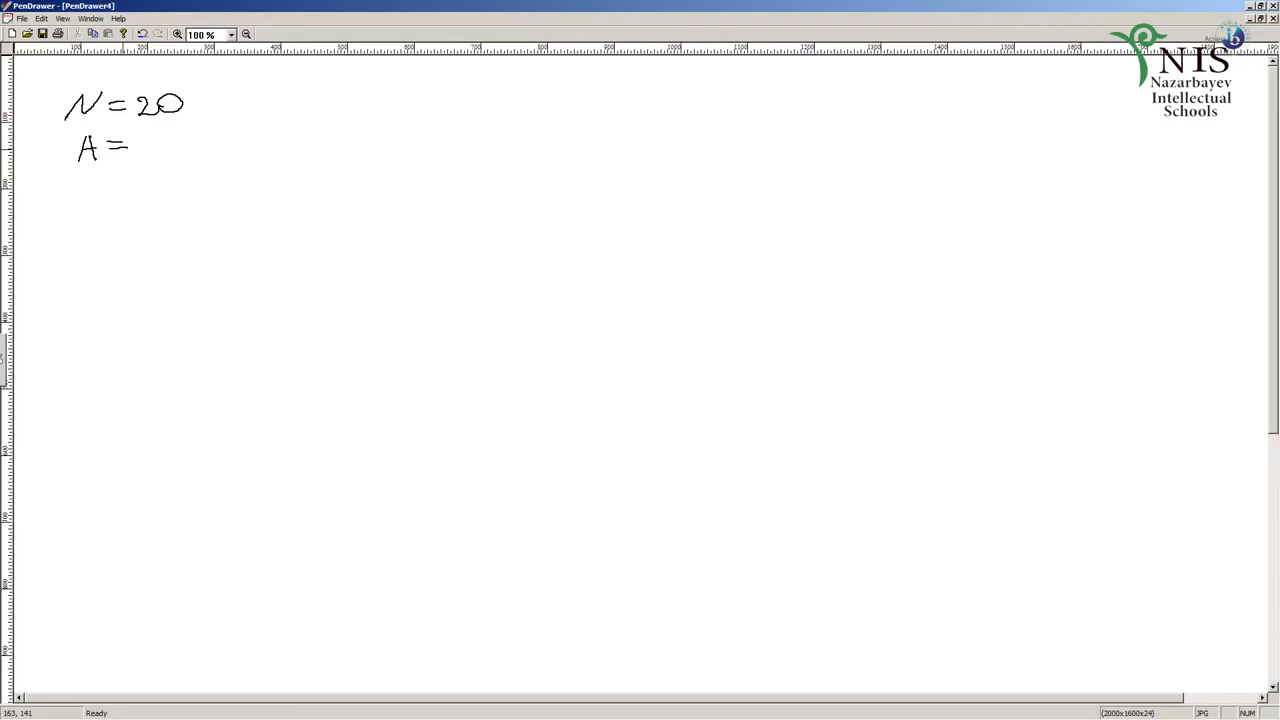 PenDrawer - [PenDrawer4]
File Edit View Window Help
100 %
N = 20
A =
NIS
Nazarbayev
Intellectual
Schools
163, 141 Ready (2000x1600x24) JPG NUM